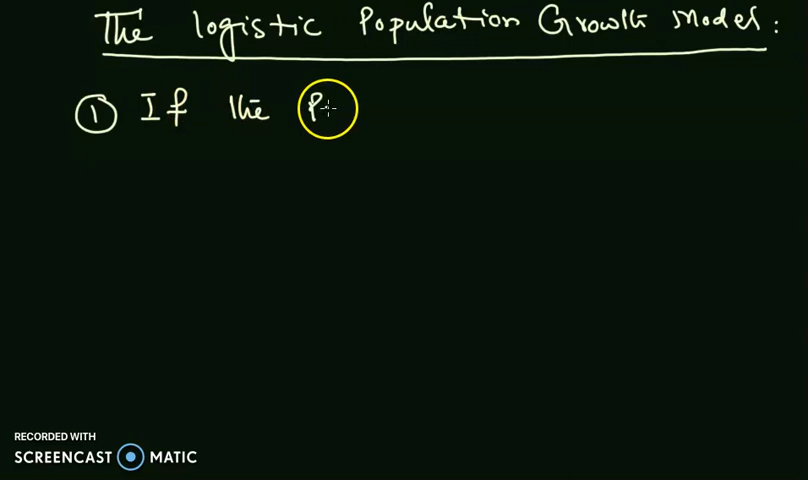 The logistic Population Growth Model:
① If the P
RECORDED WITH
SCREENCAST MATIC